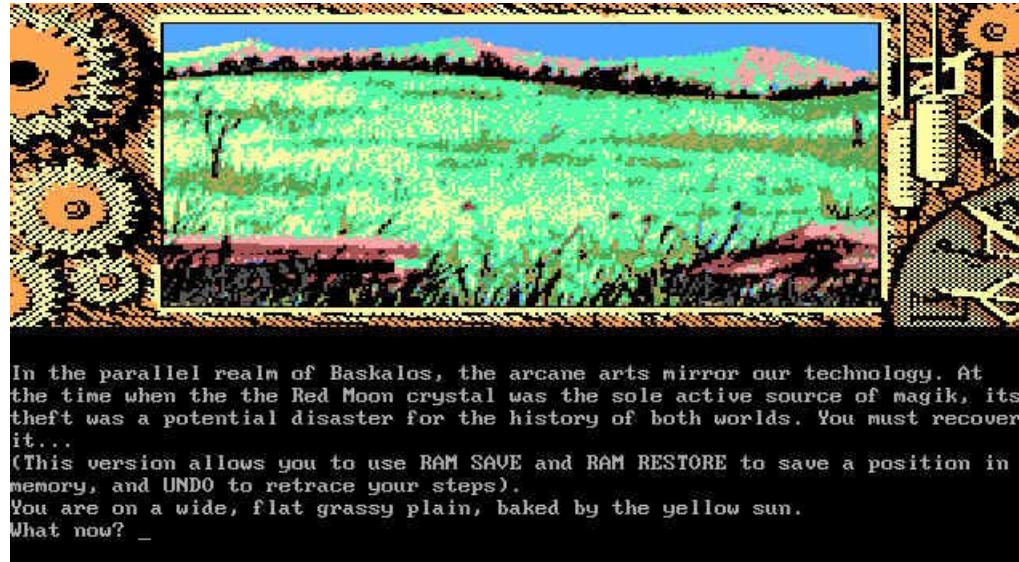 In the parallel realm of Baskalos, the arcane arts mirror our technology. At
the time when the the Red Moon crystal was the sole active source of magik, its
theft was a potential disaster for the history of both worlds. You must recover
it...
(This version allows you to use RAM SAVE and RAM RESTORE to save a position in
memory, and UNDO to retrace your steps).
You are on a wide, flat grassy plain, baked by the yellow sun.
What now? _